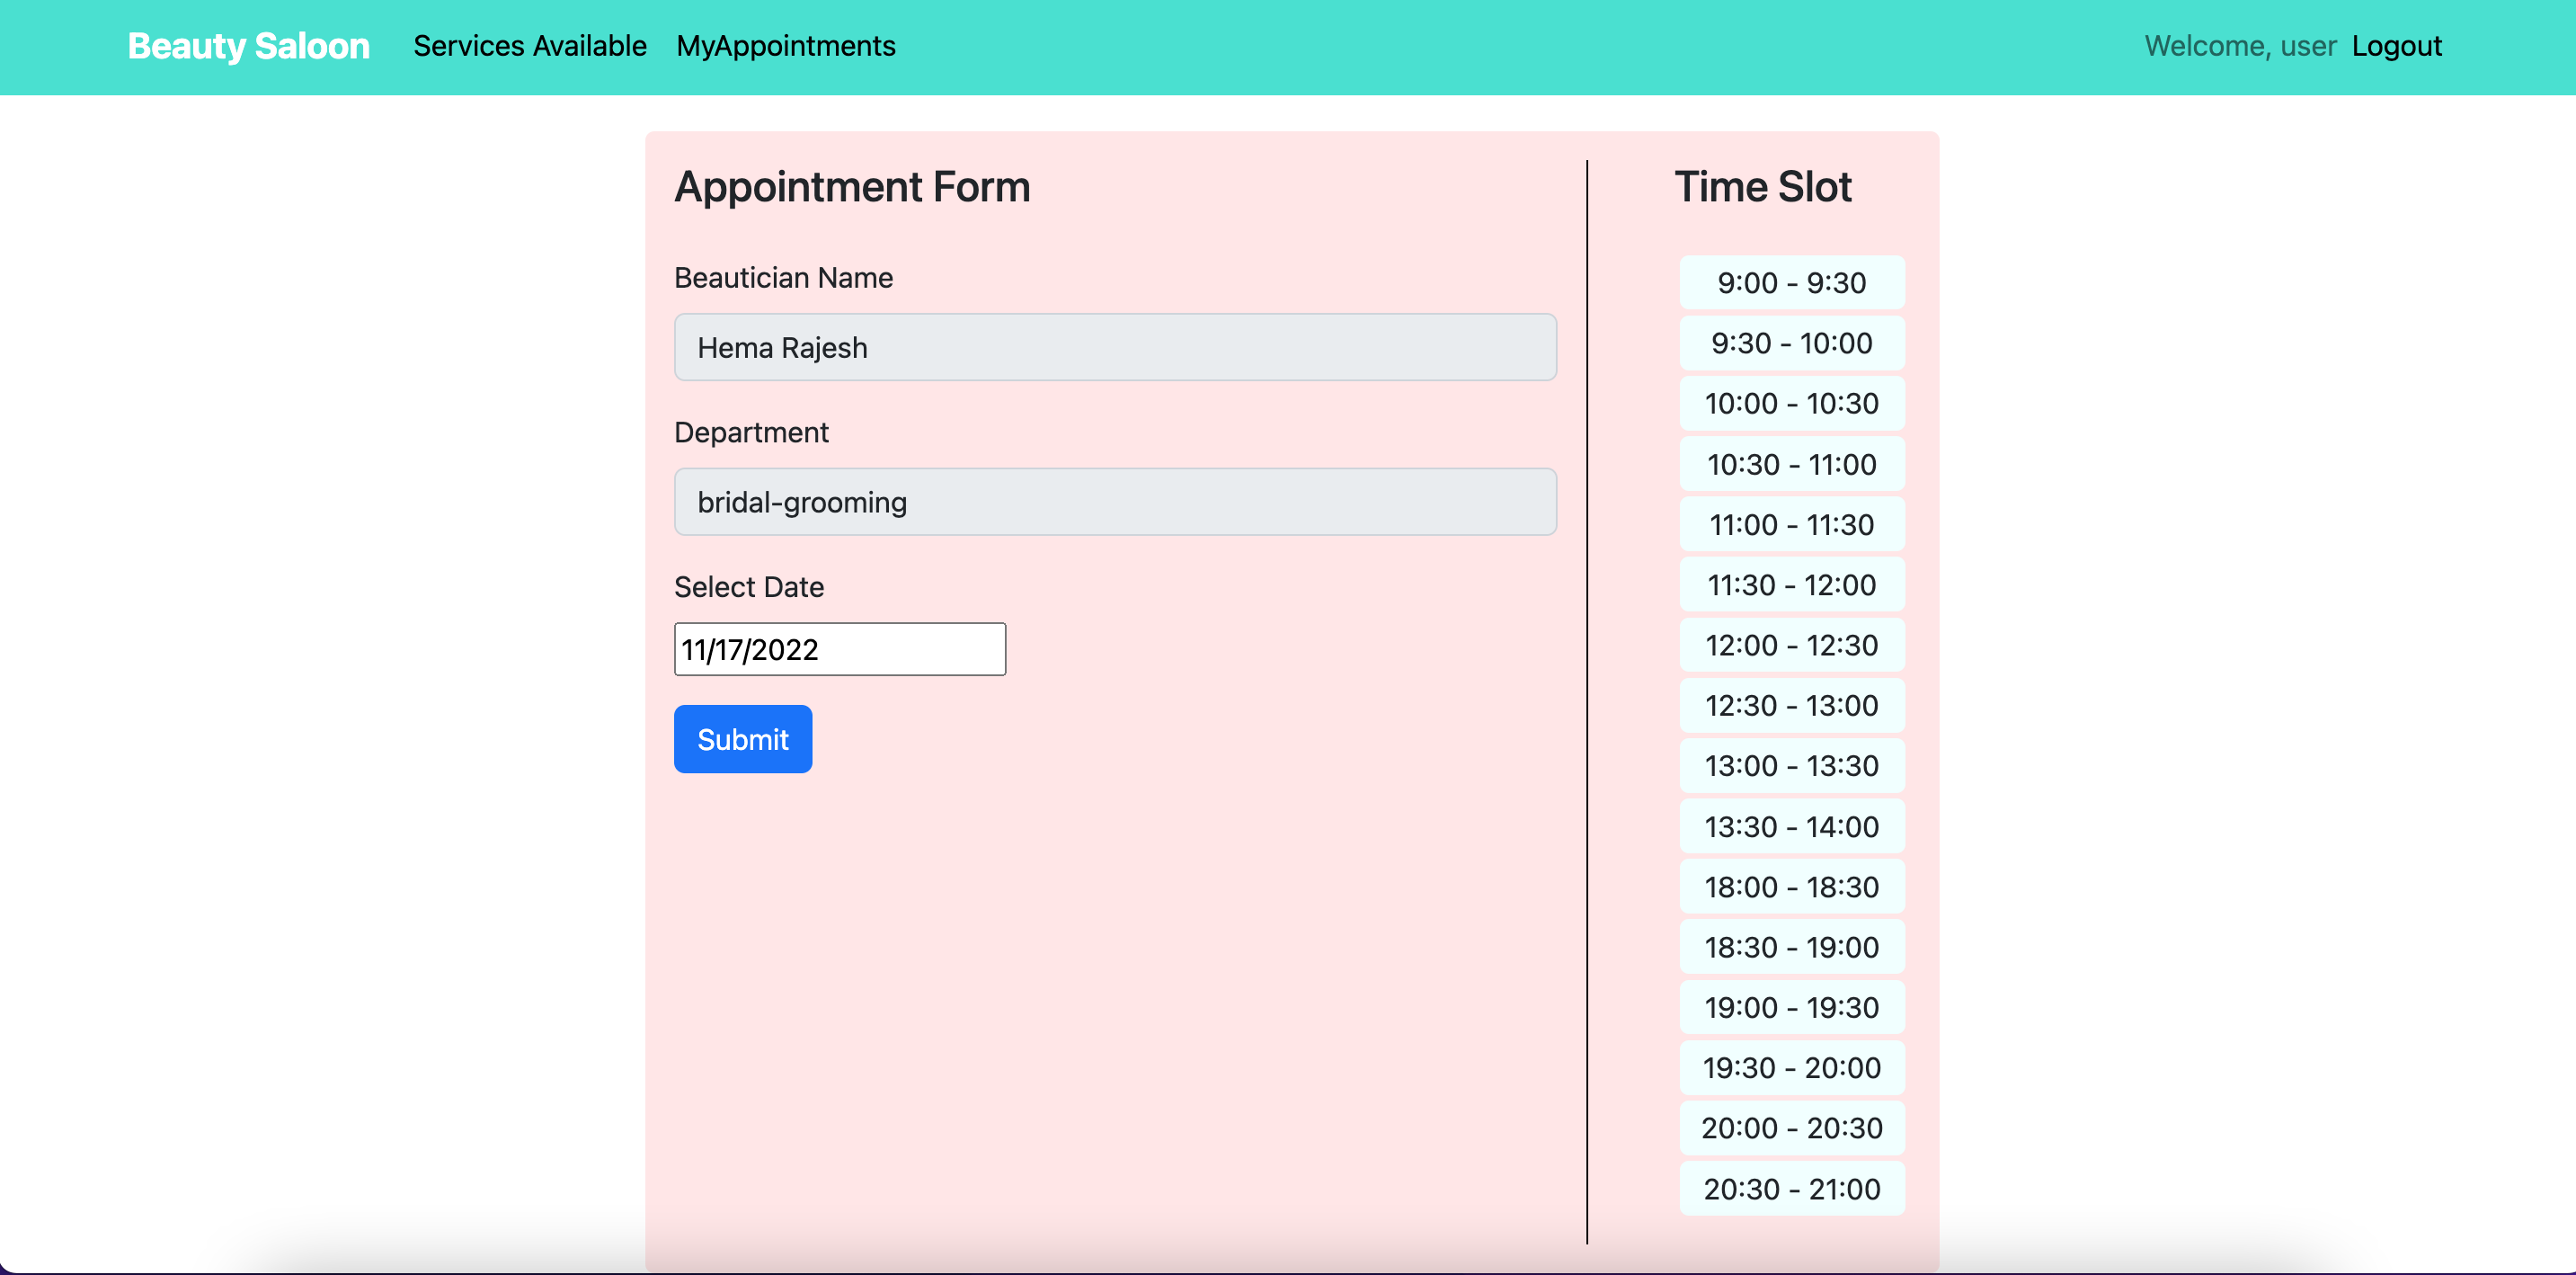 Beauty Saloon Services Available MyAppointments Welcome, user Logout
Appointment Form
Beautician Name
Hema Rajesh
Department
bridal-grooming
Select Date
11/17/2022
Submit
Time Slot
9:00 - 9:30
9:30 - 10:00
10:00 - 10:30
10:30 - 11:00
11:00 - 11:30
11:30 - 12:00
12:00 - 12:30
12:30 - 13:00
13:00 - 13:30
13:30 - 14:00
18:00 - 18:30
18:30 - 19:00
19:00 - 19:30
19:30 - 20:00
20:00 - 20:30
20:30 - 21:00